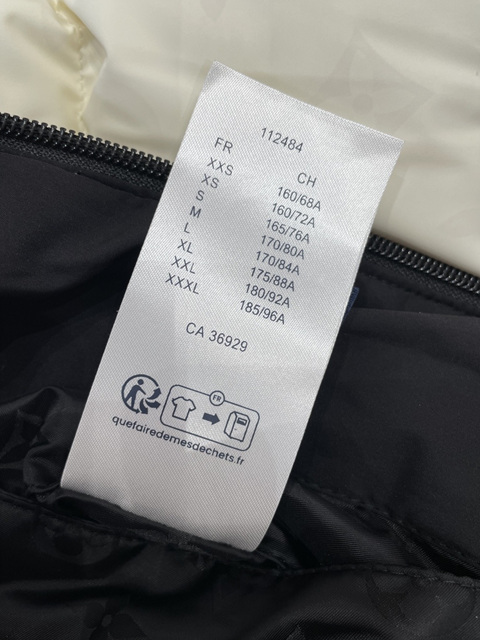 112484
FR CH
XXS 160/68A
XS 160/72A
S 165/76A
M 170/80A
L 170/84A
XL 175/88A
XXL 180/92A
XXXL 185/96A
CA 36929
FR
quefairedemesdechets.fr